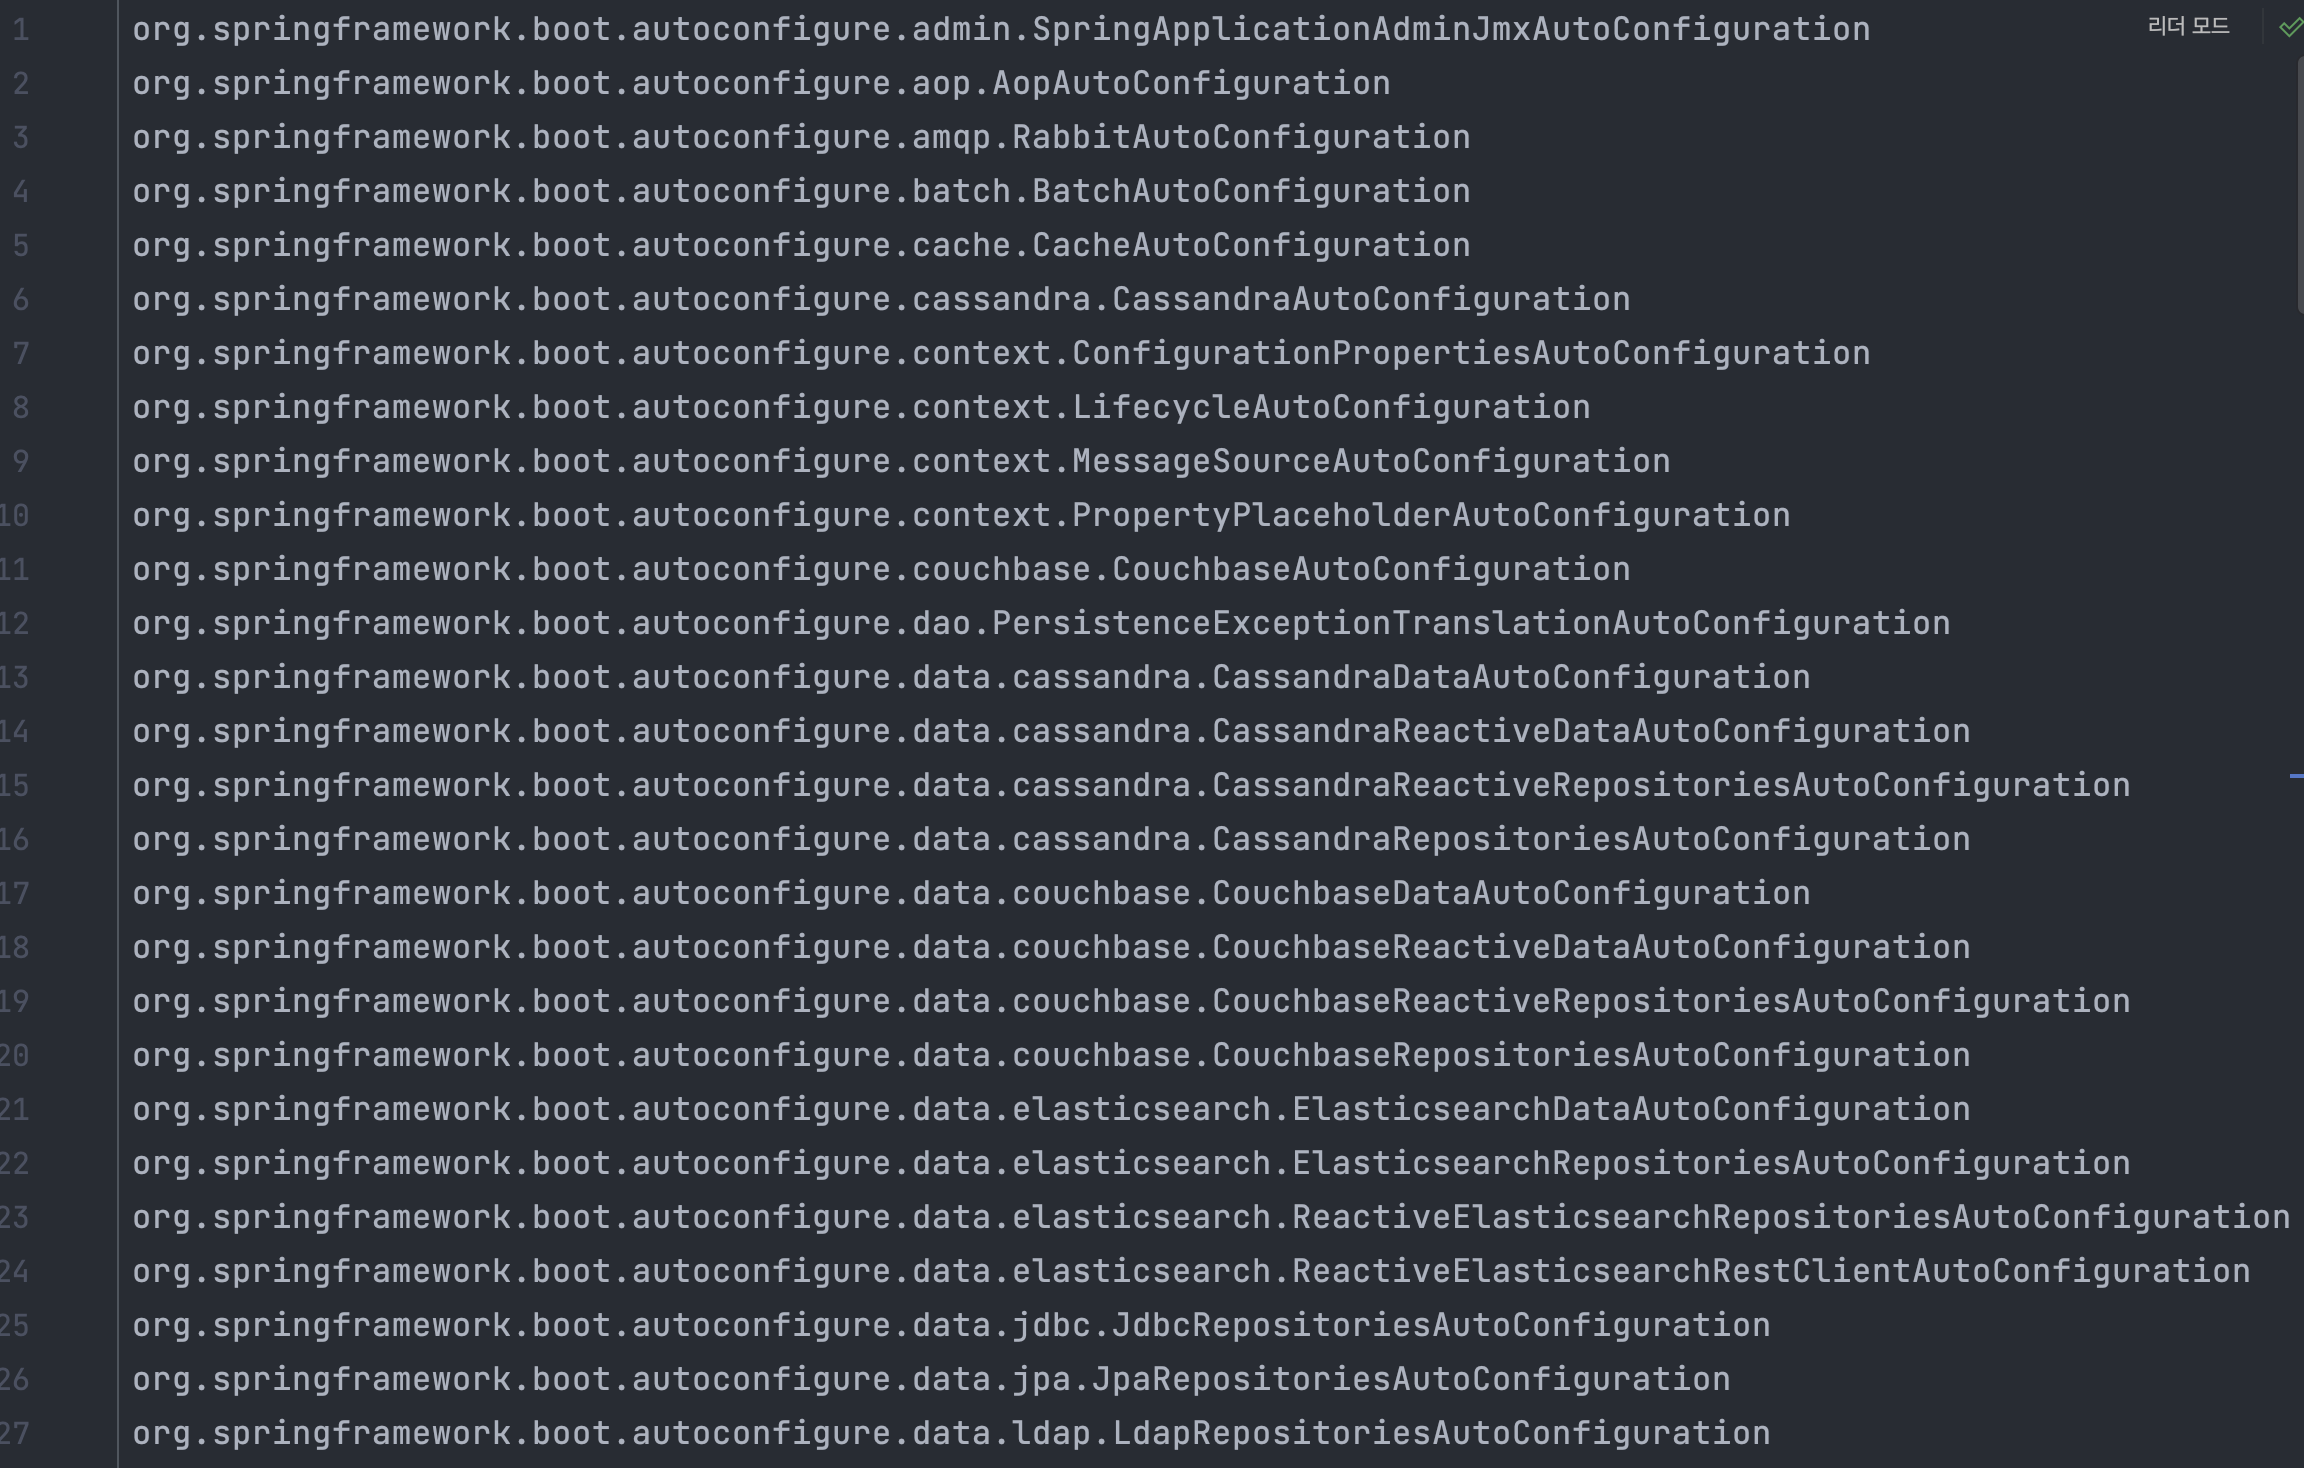 1 org.springframework.boot.autoconfigure.admin.SpringApplicationAdminJmxAutoConfiguration 리더 모드
2 org.springframework.boot.autoconfigure.aop.AopAutoConfiguration
3 org.springframework.boot.autoconfigure.amqp.RabbitAutoConfiguration
4 org.springframework.boot.autoconfigure.batch.BatchAutoConfiguration
5 org.springframework.boot.autoconfigure.cache.CacheAutoConfiguration
6 org.springframework.boot.autoconfigure.cassandra.CassandraAutoConfiguration
7 org.springframework.boot.autoconfigure.context.ConfigurationPropertiesAutoConfiguration
8 org.springframework.boot.autoconfigure.context.LifecycleAutoConfiguration
9 org.springframework.boot.autoconfigure.context.MessageSourceAutoConfiguration
10 org.springframework.boot.autoconfigure.context.PropertyPlaceholderAutoConfiguration
11 org.springframework.boot.autoconfigure.couchbase.CouchbaseAutoConfiguration
12 org.springframework.boot.autoconfigure.dao.PersistenceExceptionTranslationAutoConfiguration
13 org.springframework.boot.autoconfigure.data.cassandra.CassandraDataAutoConfiguration
14 org.springframework.boot.autoconfigure.data.cassandra.CassandraReactiveDataAutoConfiguration
15 org.springframework.boot.autoconfigure.data.cassandra.CassandraReactiveRepositoriesAutoConfiguration
16 org.springframework.boot.autoconfigure.data.cassandra.CassandraRepositoriesAutoConfiguration
17 org.springframework.boot.autoconfigure.data.couchbase.CouchbaseDataAutoConfiguration
18 org.springframework.boot.autoconfigure.data.couchbase.CouchbaseReactiveDataAutoConfiguration
19 org.springframework.boot.autoconfigure.data.couchbase.CouchbaseReactiveRepositoriesAutoConfiguration
20 org.springframework.boot.autoconfigure.data.couchbase.CouchbaseRepositoriesAutoConfiguration
21 org.springframework.boot.autoconfigure.data.elasticsearch.ElasticsearchDataAutoConfiguration
22 org.springframework.boot.autoconfigure.data.elasticsearch.ElasticsearchRepositoriesAutoConfiguration
23 org.springframework.boot.autoconfigure.data.elasticsearch.ReactiveElasticsearchRepositoriesAutoConfiguration
24 org.springframework.boot.autoconfigure.data.elasticsearch.ReactiveElasticsearchRestClientAutoConfiguration
25 org.springframework.boot.autoconfigure.data.jdbc.JdbcRepositoriesAutoConfiguration
26 org.springframework.boot.autoconfigure.data.jpa.JpaRepositoriesAutoConfiguration
27 org.springframework.boot.autoconfigure.data.ldap.LdapRepositoriesAutoConfiguration